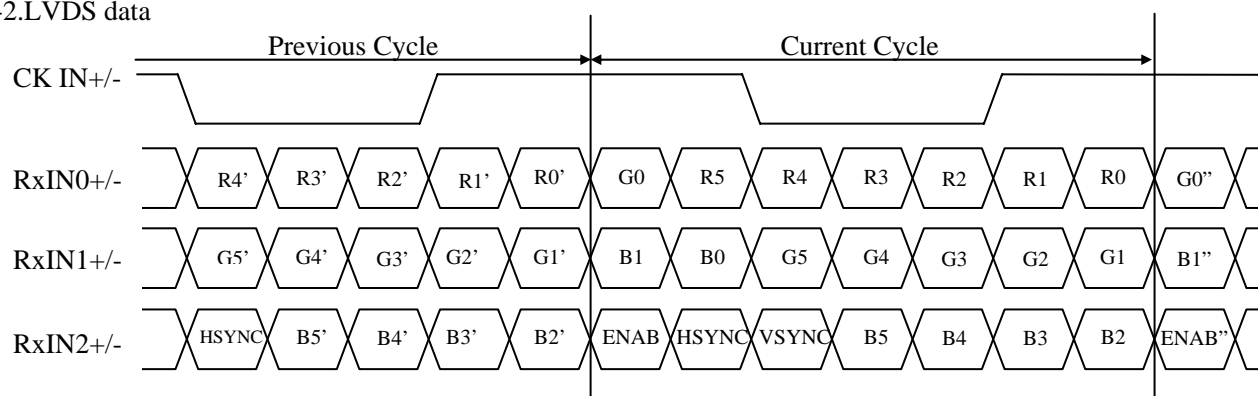 -2.LVDS data
Previous Cycle Current Cycle
CK IN+/-
RxIN0+/- R4’ R3’ R2’ R1’ R0’ G0 R5 R4 R3 R2 R1 R0 G0”
RxIN1+/- G5’ G4’ G3’ G2’ G1’ B1 B0 G5 G4 G3 G2 G1 B1”
RxIN2+/- HSYNC B5’ B4’ B3’ B2’ ENAB HSYNC VSYNC B5 B4 B3 B2 ENAB”